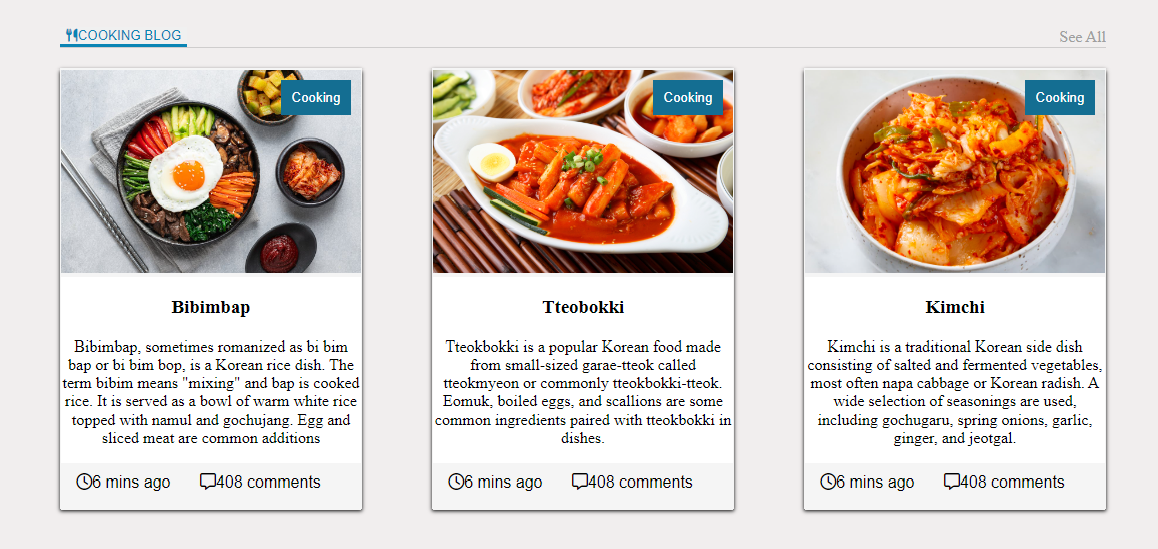 COOKING BLOG
See All
Cooking
Bibimbap
Bibimbap, sometimes romanized as bi bim
bap or bi bim bop, is a Korean rice dish. The
term bibim means "mixing" and bap is cooked
rice. It is served as a bowl of warm white rice
topped with namul and gochujang. Egg and
sliced meat are common additions
6 mins ago
408 comments
Cooking
Tteobokki
Tteokbokki is a popular Korean food made
from small-sized garae-tteok called
tteokmyeon or commonly tteokbokki-tteok.
Eomuk, boiled eggs, and scallions are some
common ingredients paired with tteokbokki in
dishes.
6 mins ago
408 comments
Cooking
Kimchi
Kimchi is a traditional Korean side dish
consisting of salted and fermented vegetables,
most often napa cabbage or Korean radish. A
wide selection of seasonings are used,
including gochugaru, spring onions, garlic,
ginger, and jeotgal.
6 mins ago
408 comments